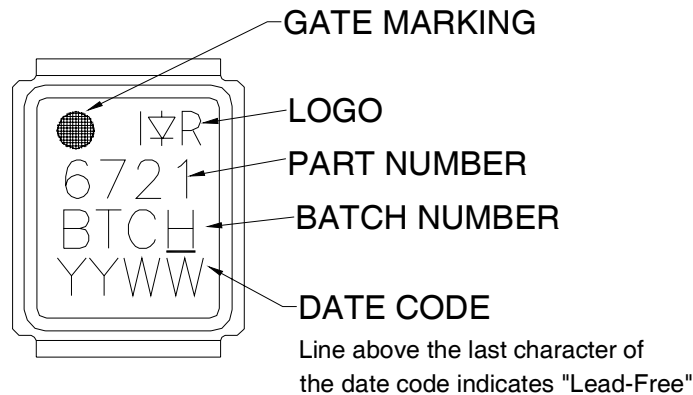 GATE MARKING
I R
LOGO
6721
PART NUMBER
BTCH
BATCH NUMBER
YYWW
DATE CODE
Line above the last character of
the date code indicates "Lead-Free"